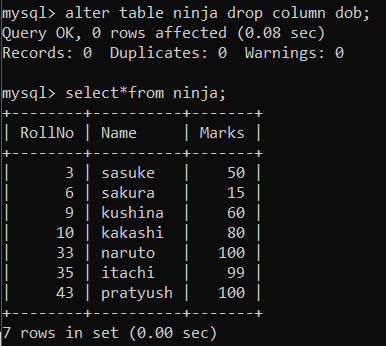 mysql> alter table ninja drop column dob;
Query OK, 0 rows affected (0.08 sec)
Records: 0  Duplicates: 0  Warnings: 0
mysql> select*from ninja;
+--------+----------+-------+
| RollNo | Name     | Marks |
+--------+----------+-------+
|      3 | sasuke   |    50 |
|      6 | sakura   |    15 |
|      9 | kushina  |    60 |
|     10 | kakashi  |    80 |
|     33 | naruto   |   100 |
|     35 | itachi   |    99 |
|     43 | pratyush |   100 |
+--------+----------+-------+
7 rows in set (0.00 sec)